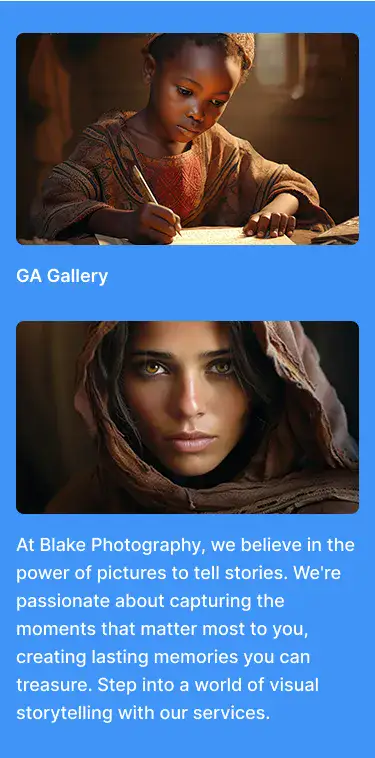 GA Gallery
At Blake Photography, we believe in the
power of pictures to tell stories. We're
passionate about capturing the
moments that matter most to you,
creating lasting memories you can
treasure. Step into a world of visual
storytelling with our services.